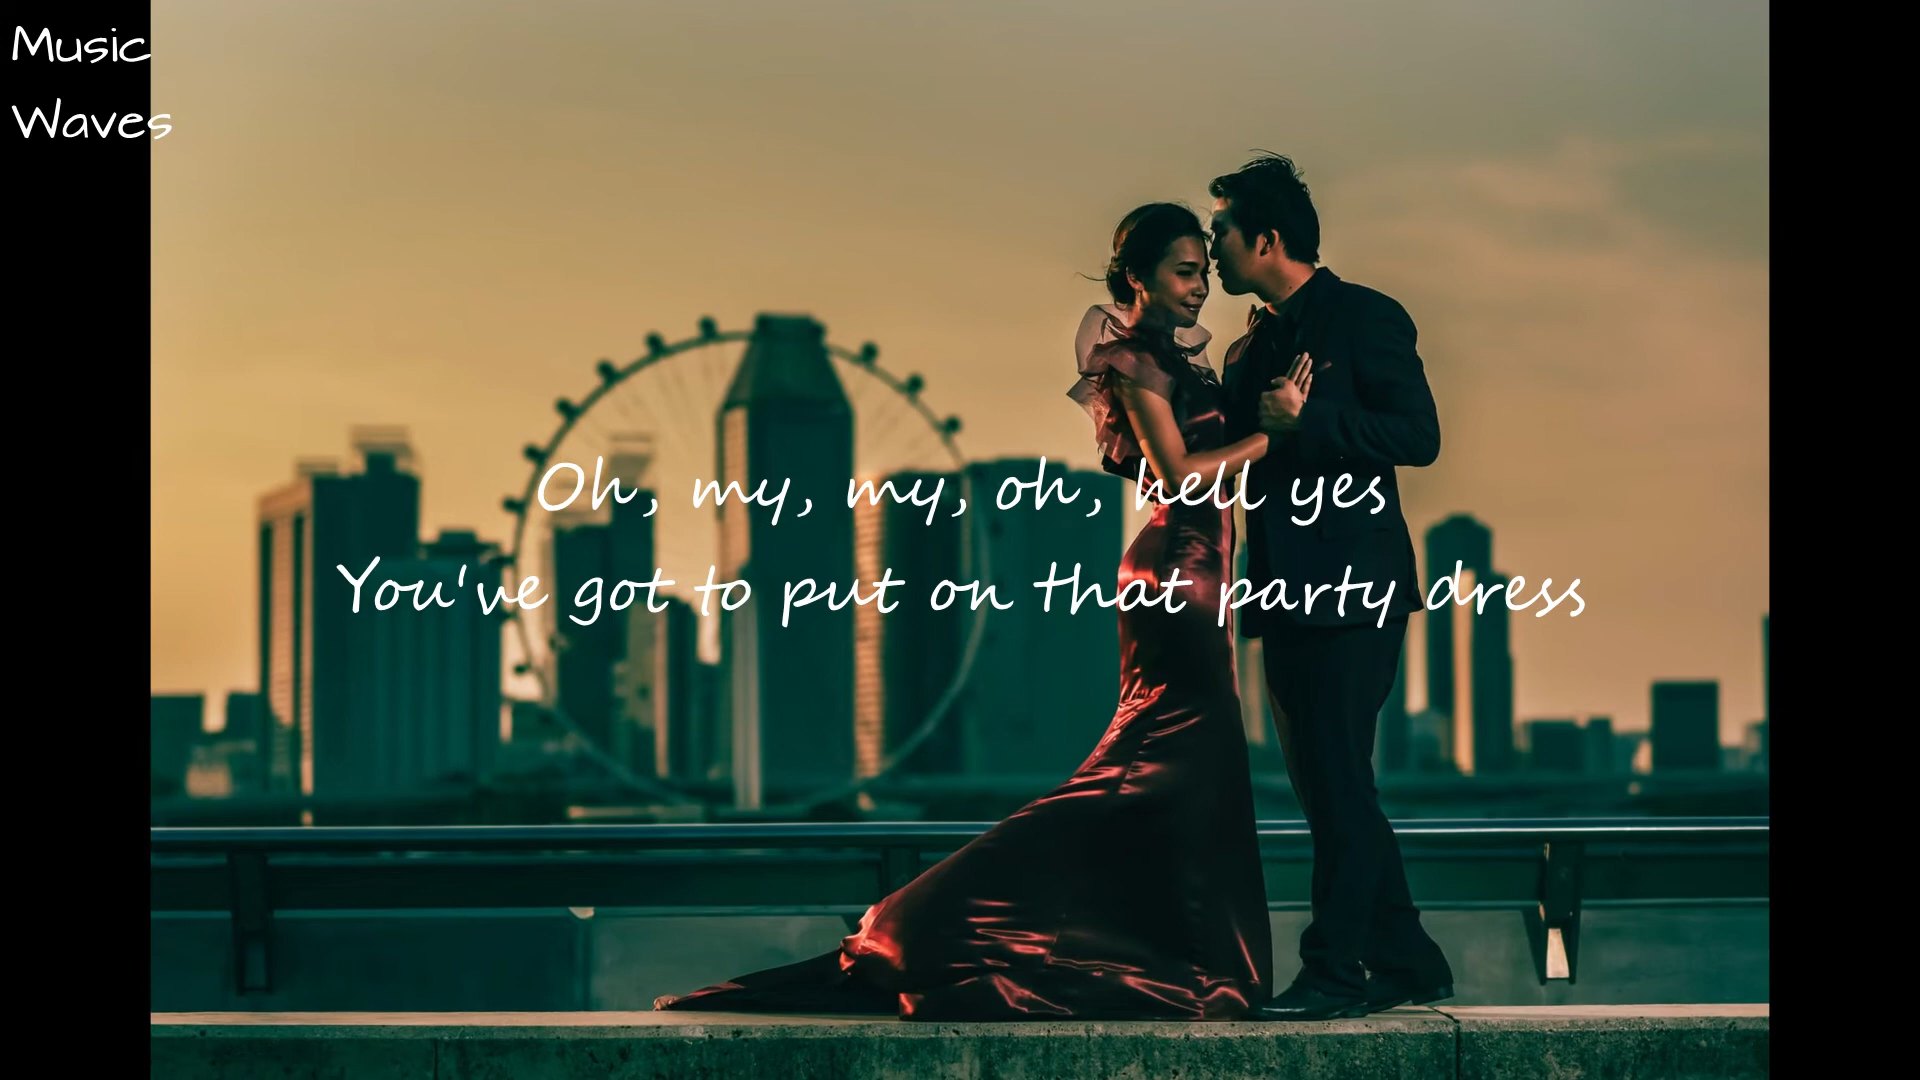 Music
Waves
Oh, my, my, oh, hell yes
You've got to put on that party dress